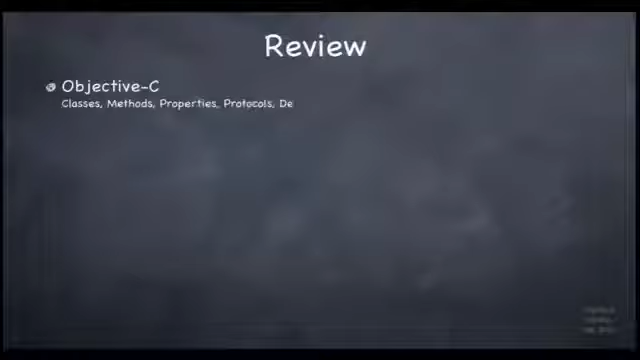 Review
Objective-C
Classes, Methods, Properties, Protocols, De